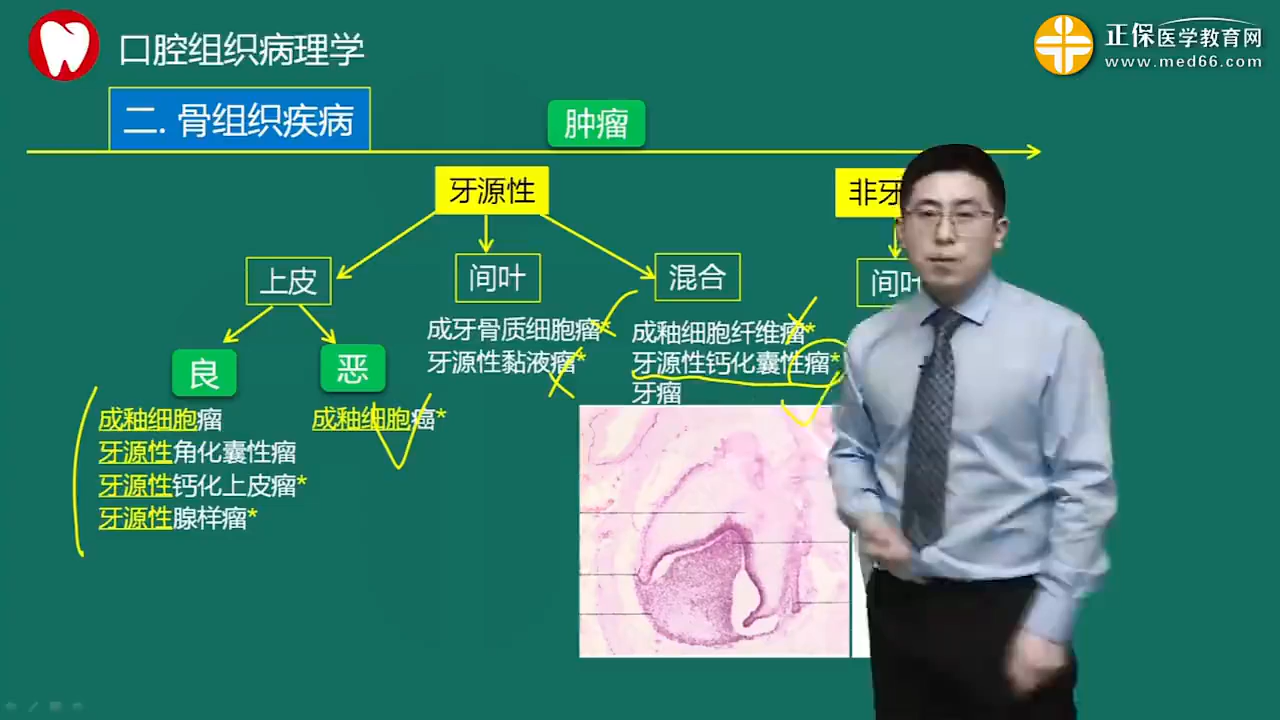 口腔组织病理学
正保医学教育网
www.med66.com
二. 骨组织疾病
肿瘤
牙源性
非牙
上皮
间叶
混合
间叶
成牙骨质细胞瘤*
牙源性黏液瘤*
成釉细胞纤维瘤*
牙源性钙化囊性瘤*
牙瘤
良
恶
成釉细胞瘤
牙源性角化囊性瘤
牙源性钙化上皮瘤*
牙源性腺样瘤*
成釉细胞癌*